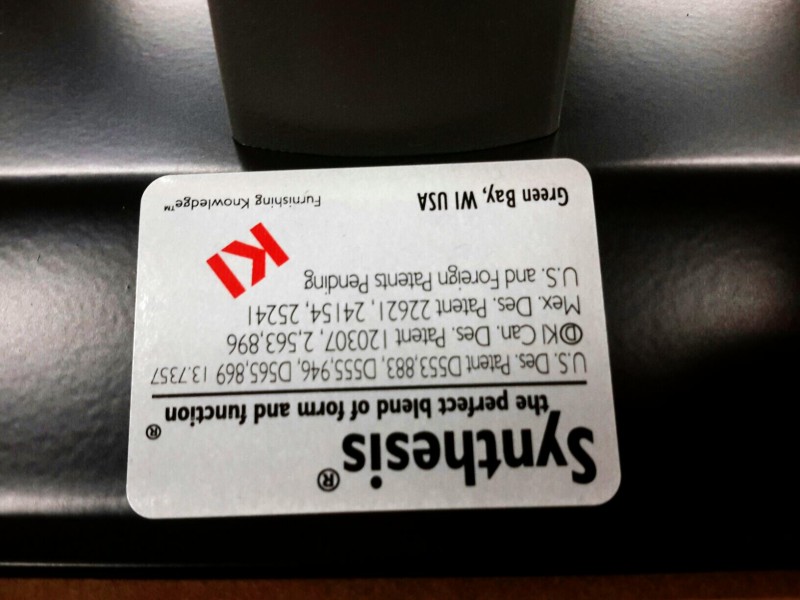 Synthesis®
the perfect blend of form and function®
U.S. Des. Patent D553,883, D555,946, D565,869 13.7357
ⒹKI Can. Des. Patent 120307, 2,563,896
Mex. Des. Patent 22621, 24154, 25241
U.S. and Foreign Patents Pending
KI
Green Bay, WI USA
Furnishing Knowledge™